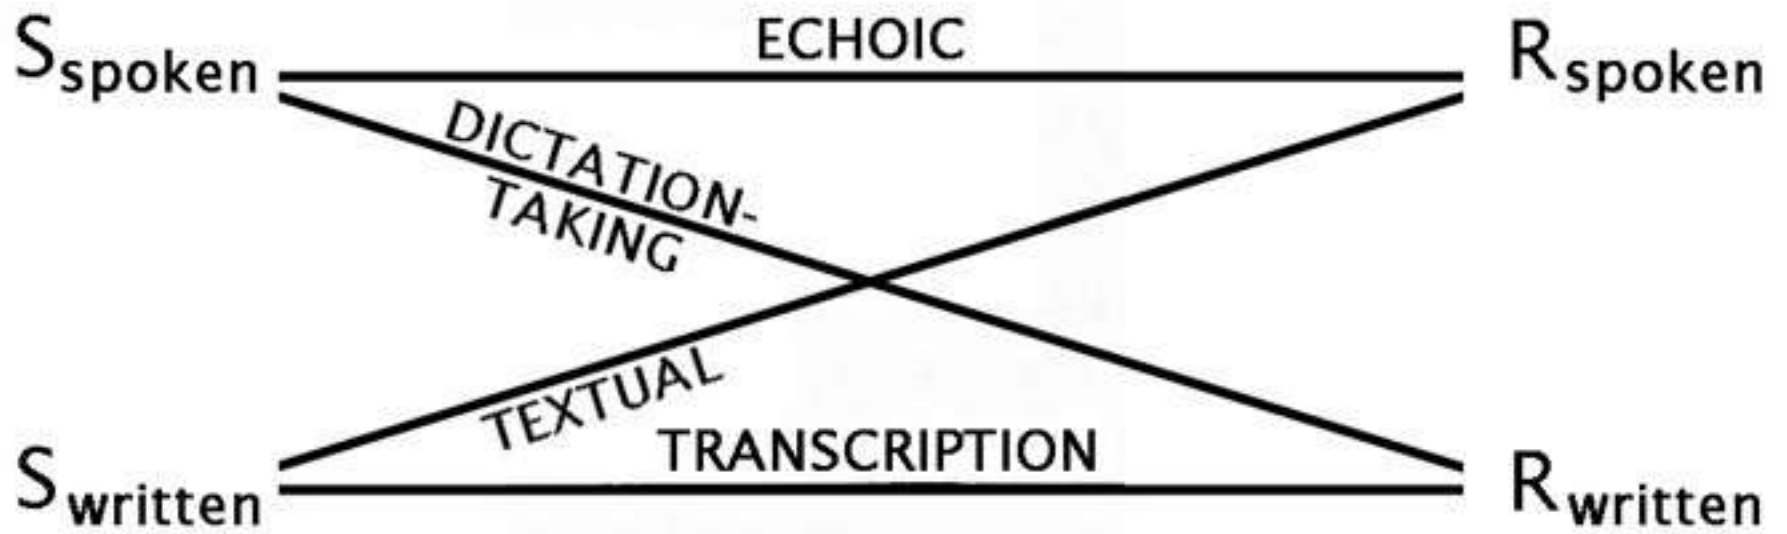 ECHOIC
S spoken
R spoken
DICTATION-
TAKING
TEXTUAL
TRANSCRIPTION
S written
R written